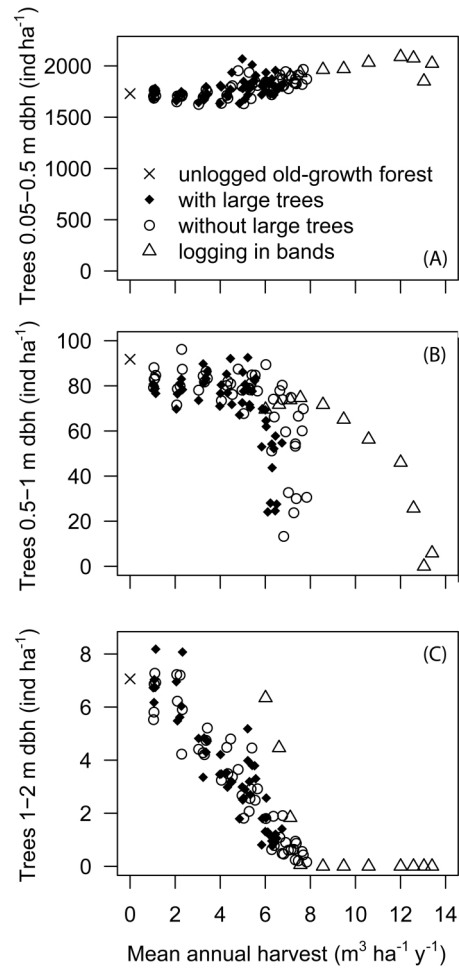 Trees 0.05−0.5 m dbh (ind ha-1)
2000
1500
1000
500
0
× unlogged old-growth forest
◆ with large trees
○ without large trees
△ logging in bands
(A)
Trees 0.5−1 m dbh (ind ha-1)
100
80
60
40
20
0
(B)
Trees 1−2 m dbh (ind ha-1)
8
6
4
2
0
(C)
0 2 4 6 8 10 12 14
Mean annual harvest (m3 ha-1 y-1)